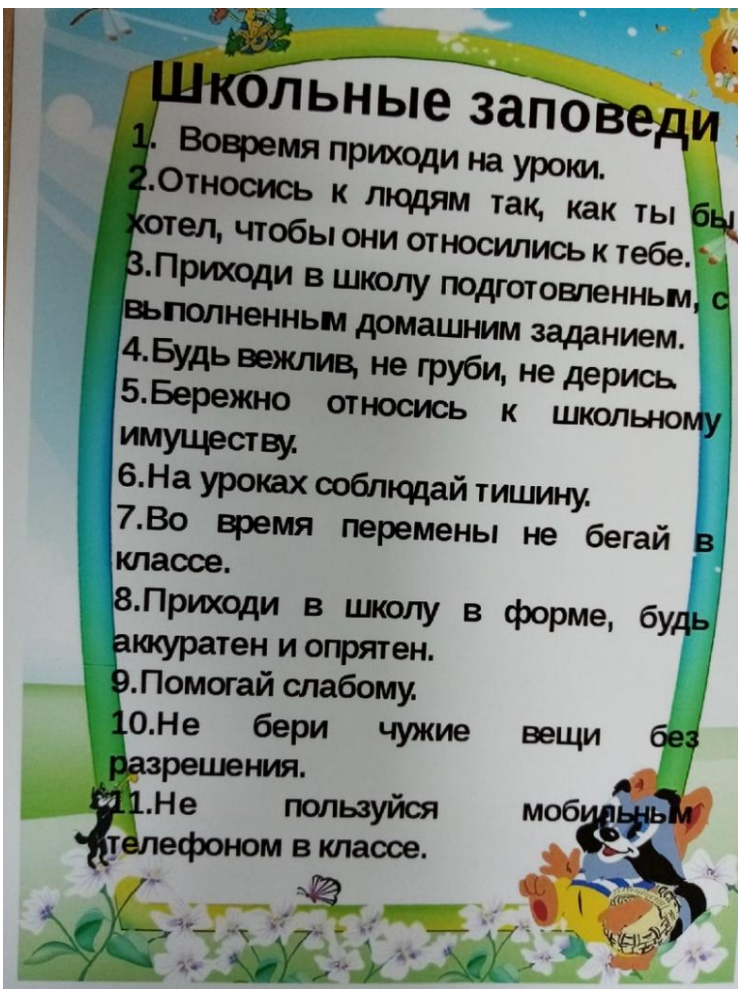 Школьные заповеди
1. Вовремя приходи на уроки.
2.Относись к людям так, как ты бы
хотел, чтобы они относились к тебе.
3.Приходи в школу подготовленным, с
выполненным домашним заданием.
4.Будь вежлив, не груби, не дерись.
5.Бережно относись к школьному
имуществу.
6.На уроках соблюдай тишину.
7.Во время перемены не бегай в
классе.
8.Приходи в школу в форме, будь
аккуратен и опрятен.
9.Помогай слабому.
10.Не бери чужие вещи без
разрешения.
11.Не пользуйся мобильным
телефоном в классе.